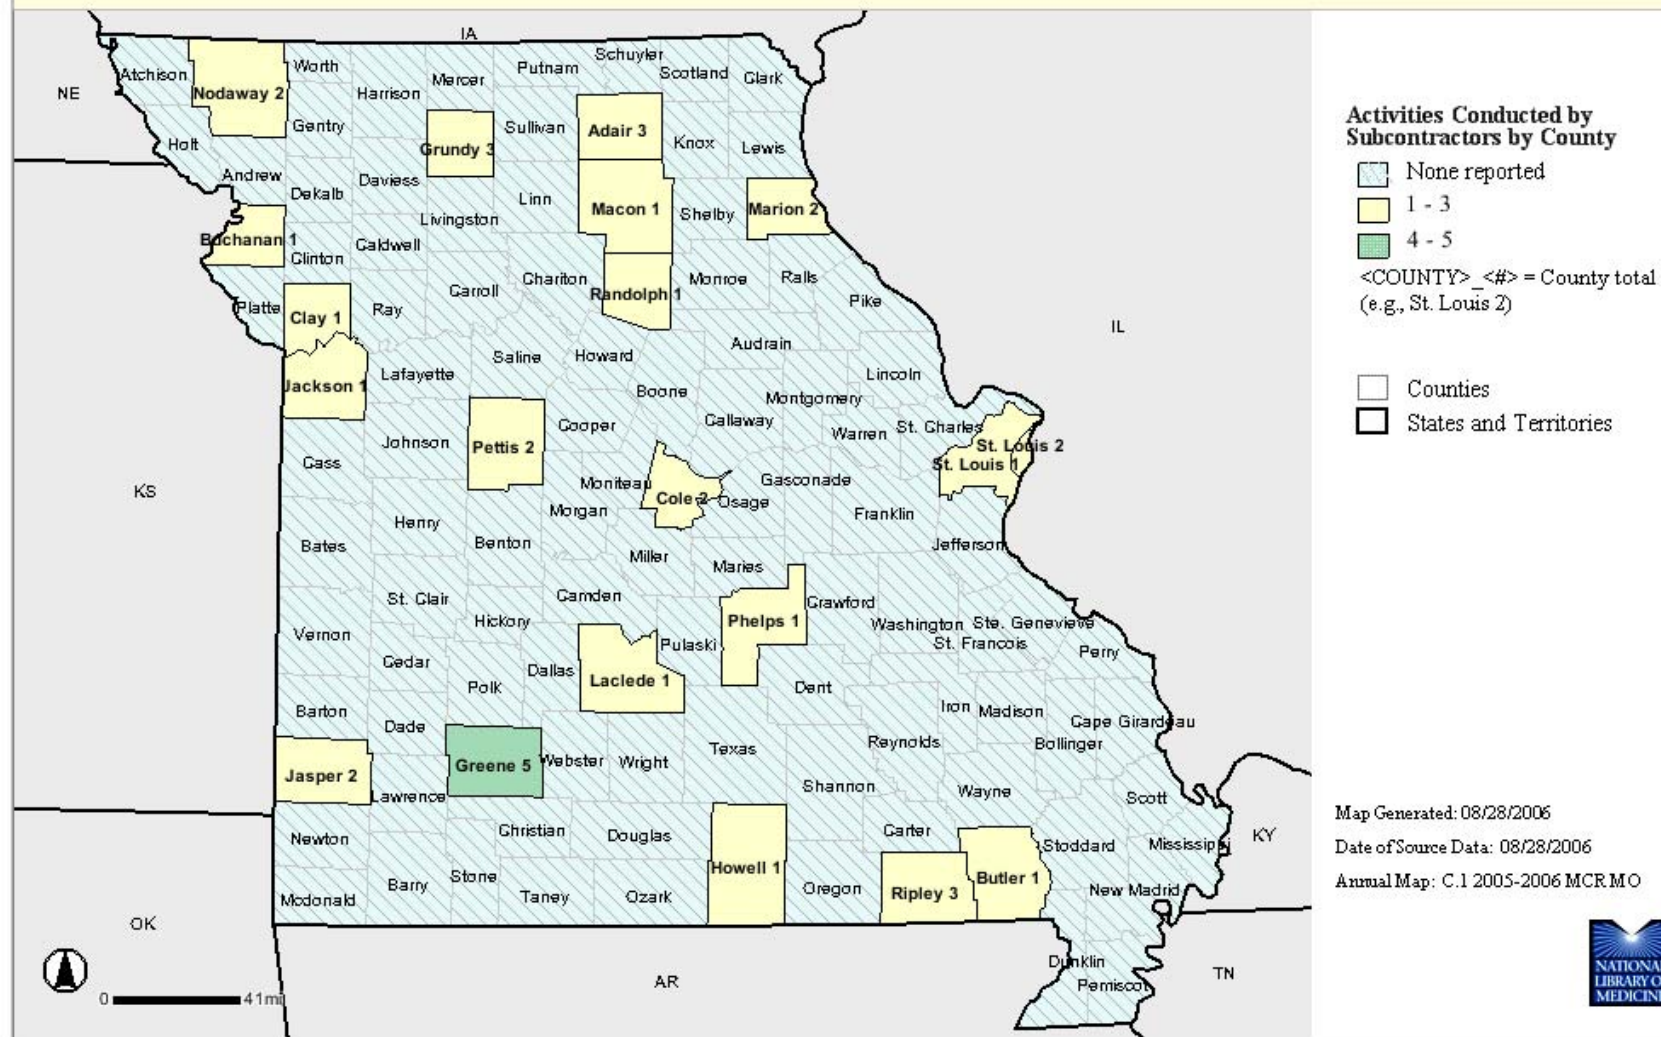 IA
Schuyler
Putnam
Scotland
Clark
Atchison
Worth
Mercer
Harrison
NE
Nodaway 2
Gentry
Sullivan
Adair 3
Knox
Lewis
Holt
Grundy 3
Andrew
Dekalb
Daviess
Linn
Macon 1
Shelby
Marion 2
Livingston
Buchanan 1
Clinton
Caldwell
Chariton
Monroe
Ralls
Carroll
Randolph 1
Pike
Platte
Clay 1
Ray
IL
Saline
Howard
Audrain
Jackson 1
Lafayette
Boone
Lincoln
Montgomery
Callaway
Cooper
Warren
St. Charles
Johnson
Pettis 2
St. Louis 2
St. Louis 1
Cass
KS
Moniteau
Cole 2
Osage
Gasconade
Morgan
Franklin
Henry
Benton
Bates
Miller
Jefferson
Maries
St. Clair
Camden
Crawford
Hickory
Phelps 1
Washington
Ste. Genevieve
St. Francois
Vernon
Pulaski
Perry
Cedar
Dallas
Laclede 1
Polk
Dent
Barton
Iron
Madison
Cape Girardeau
Dade
Reynolds
Bollinger
Texas
Greene 5
Webster
Wright
Jasper 2
Shannon
Wayne
Lawrence
Scott
Newton
Christian
Douglas
Carter
Stoddard
Mississippi
KY
Howell 1
Barry
Stone
Taney
Ozark
Oregon
Ripley 3
Butler 1
New Madrid
Mcdonald
OK
AR
Dunklin
Pemiscot
TN
0
41mi
Activities Conducted by
Subcontractors by County
None reported
1 - 3
4 - 5
<COUNTY>_<#> = County total
(e.g., St. Louis 2)
Counties
States and Territories
Map Generated: 08/28/2006
Date of Source Data: 08/28/2006
Annual Map: C.1 2005-2006 MCR MO
NATIONAL
LIBRARY OF
MEDICINE